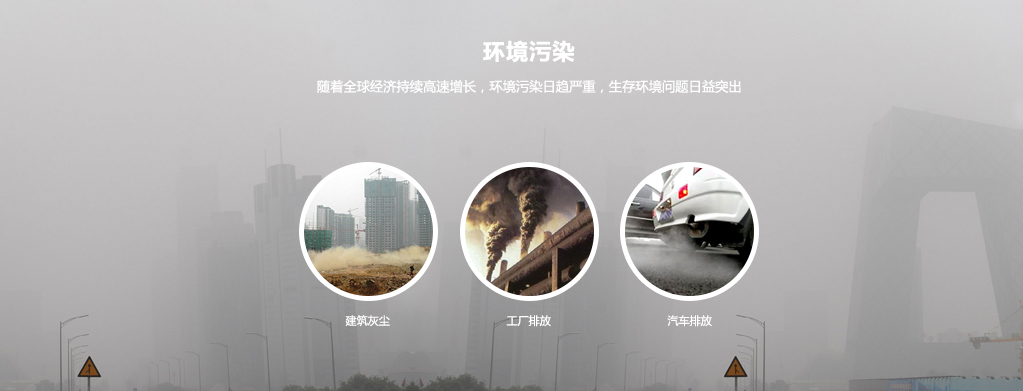 环境污染
随着全球经济持续高速增长，环境污染日趋严重，生存环境问题日益突出
建筑灰尘
工厂排放
汽车排放